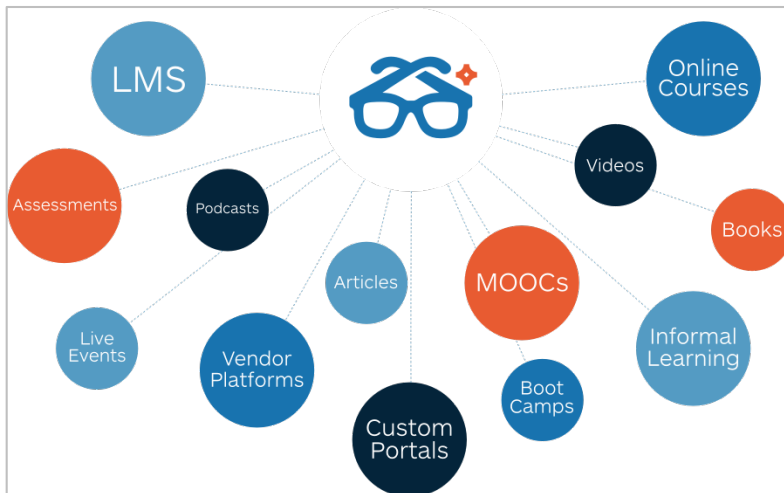 LMS
Online
Courses
Videos
Assessments
Podcasts
Books
Articles
MOOCs
Live
Events
Vendor
Platforms
Informal
Learning
Boot
Camps
Custom
Portals